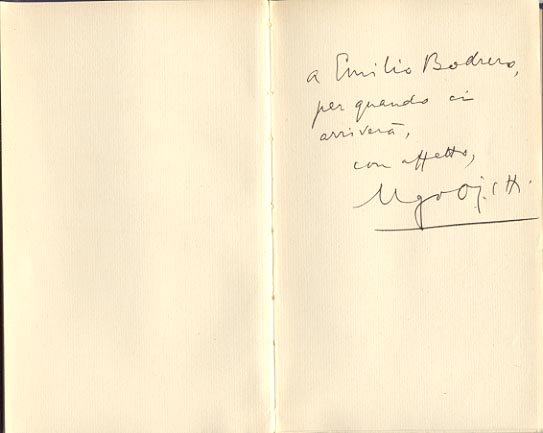 a Emilio Bodrero,
per quando ci
arriverà,
con affetto,
Ugo Ojetti.